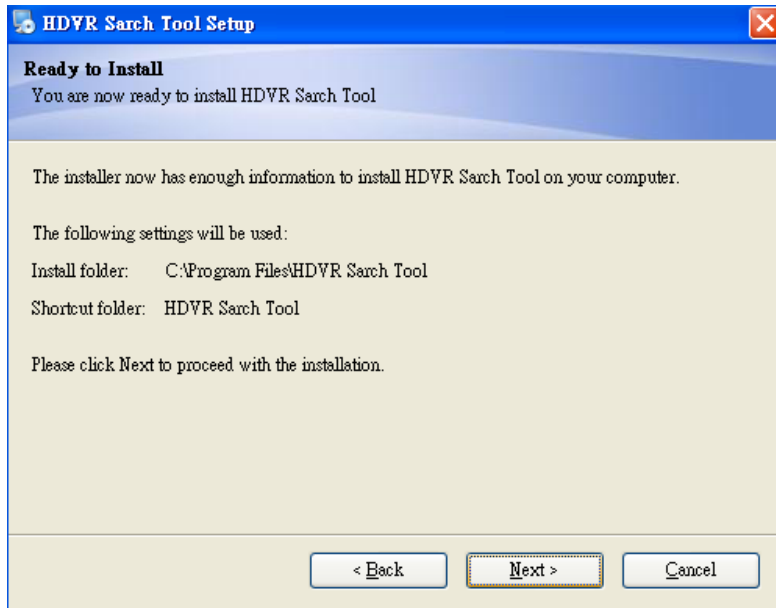 HDVR Sarch Tool Setup
Ready to Install
You are now ready to install HDVR Sarch Tool
The installer now has enough information to install HDVR Sarch Tool on your computer.
The following settings will be used:
Install folder: C:\Program Files\HDVR Sarch Tool
Shortcut folder: HDVR Sarch Tool
Please click Next to proceed with the installation.
< Back Next > Cancel